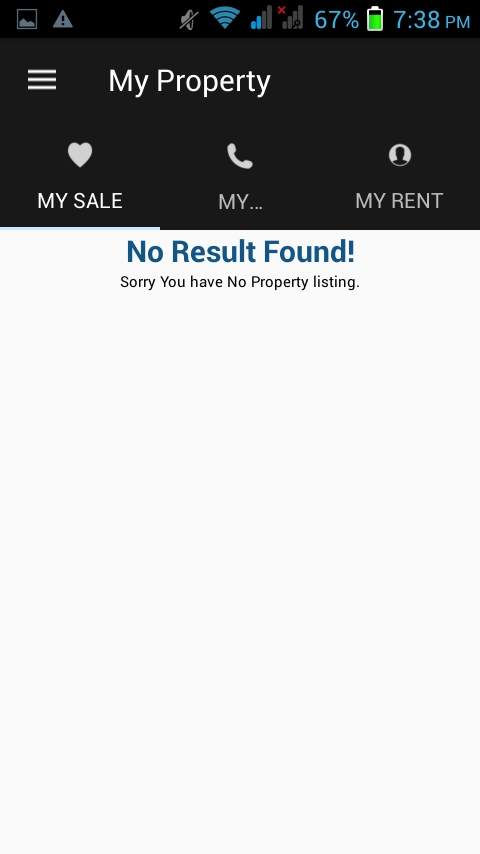 67% 7:38 PM
My Property
MY SALE MY... MY RENT
No Result Found!
Sorry You have No Property listing.